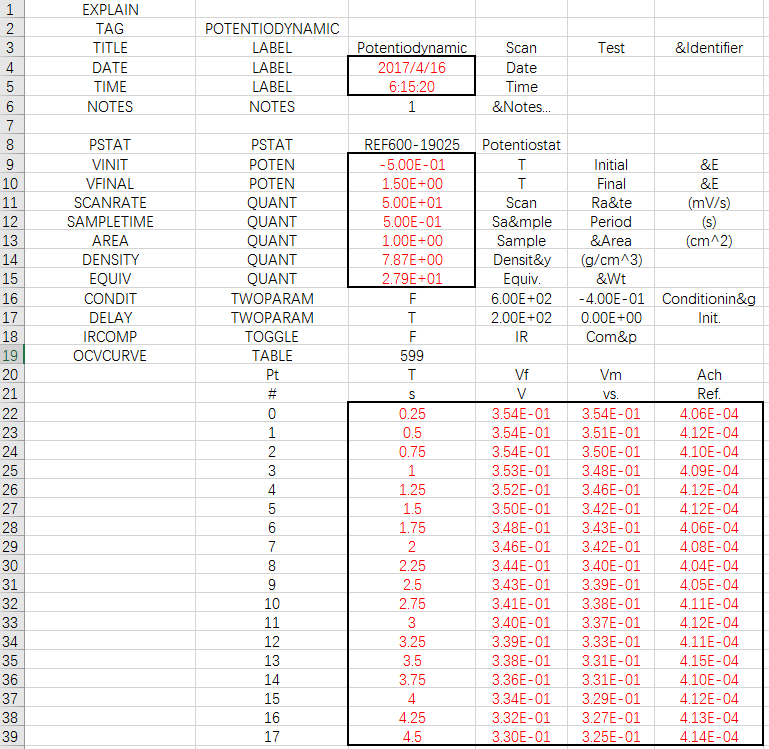 1 EXPLAIN
2 TAG POTENTIODYNAMIC
3 TITLE LABEL Potentiodynamic Scan Test &Identifier
4 DATE LABEL 2017/4/16 Date
5 TIME LABEL 6:15:20 Time
6 NOTES NOTES 1 &Notes...
7
8 PSTAT PSTAT REF600-19025 Potentiostat
9 VINIT POTEN -5.00E-01 T Initial &E
10 VFINAL POTEN 1.50E+00 T Final &E
11 SCANRATE QUANT 5.00E+01 Scan Ra&te (mV/s)
12 SAMPLETIME QUANT 5.00E-01 Sa&mple Period (s)
13 AREA QUANT 1.00E+00 Sample &Area (cm^2)
14 DENSITY QUANT 7.87E+00 Densit&y (g/cm^3)
15 EQUIV QUANT 2.79E+01 Equiv. &Wt
16 CONDIT TWOPARAM F 6.00E+02 -4.00E-01 Conditionin&g
17 DELAY TWOPARAM T 2.00E+02 0.00E+00 Init.
18 IRCOMP TOGGLE F IR Com&p
19 OCVCURVE TABLE 599
20 Pt T Vf Vm Ach
21 # s V vs. Ref.
22 0 0.25 3.54E-01 3.54E-01 4.06E-04
23 1 0.5 3.54E-01 3.51E-01 4.12E-04
24 2 0.75 3.54E-01 3.50E-01 4.10E-04
25 3 1 3.53E-01 3.48E-01 4.09E-04
26 4 1.25 3.52E-01 3.46E-01 4.12E-04
27 5 1.5 3.50E-01 3.42E-01 4.12E-04
28 6 1.75 3.48E-01 3.43E-01 4.06E-04
29 7 2 3.46E-01 3.42E-01 4.08E-04
30 8 2.25 3.44E-01 3.40E-01 4.04E-04
31 9 2.5 3.43E-01 3.39E-01 4.05E-04
32 10 2.75 3.41E-01 3.38E-01 4.11E-04
33 11 3 3.40E-01 3.37E-01 4.12E-04
34 12 3.25 3.39E-01 3.33E-01 4.11E-04
35 13 3.5 3.38E-01 3.31E-01 4.15E-04
36 14 3.75 3.36E-01 3.31E-01 4.10E-04
37 15 4 3.34E-01 3.29E-01 4.12E-04
38 16 4.25 3.32E-01 3.27E-01 4.13E-04
39 17 4.5 3.30E-01 3.25E-01 4.14E-04